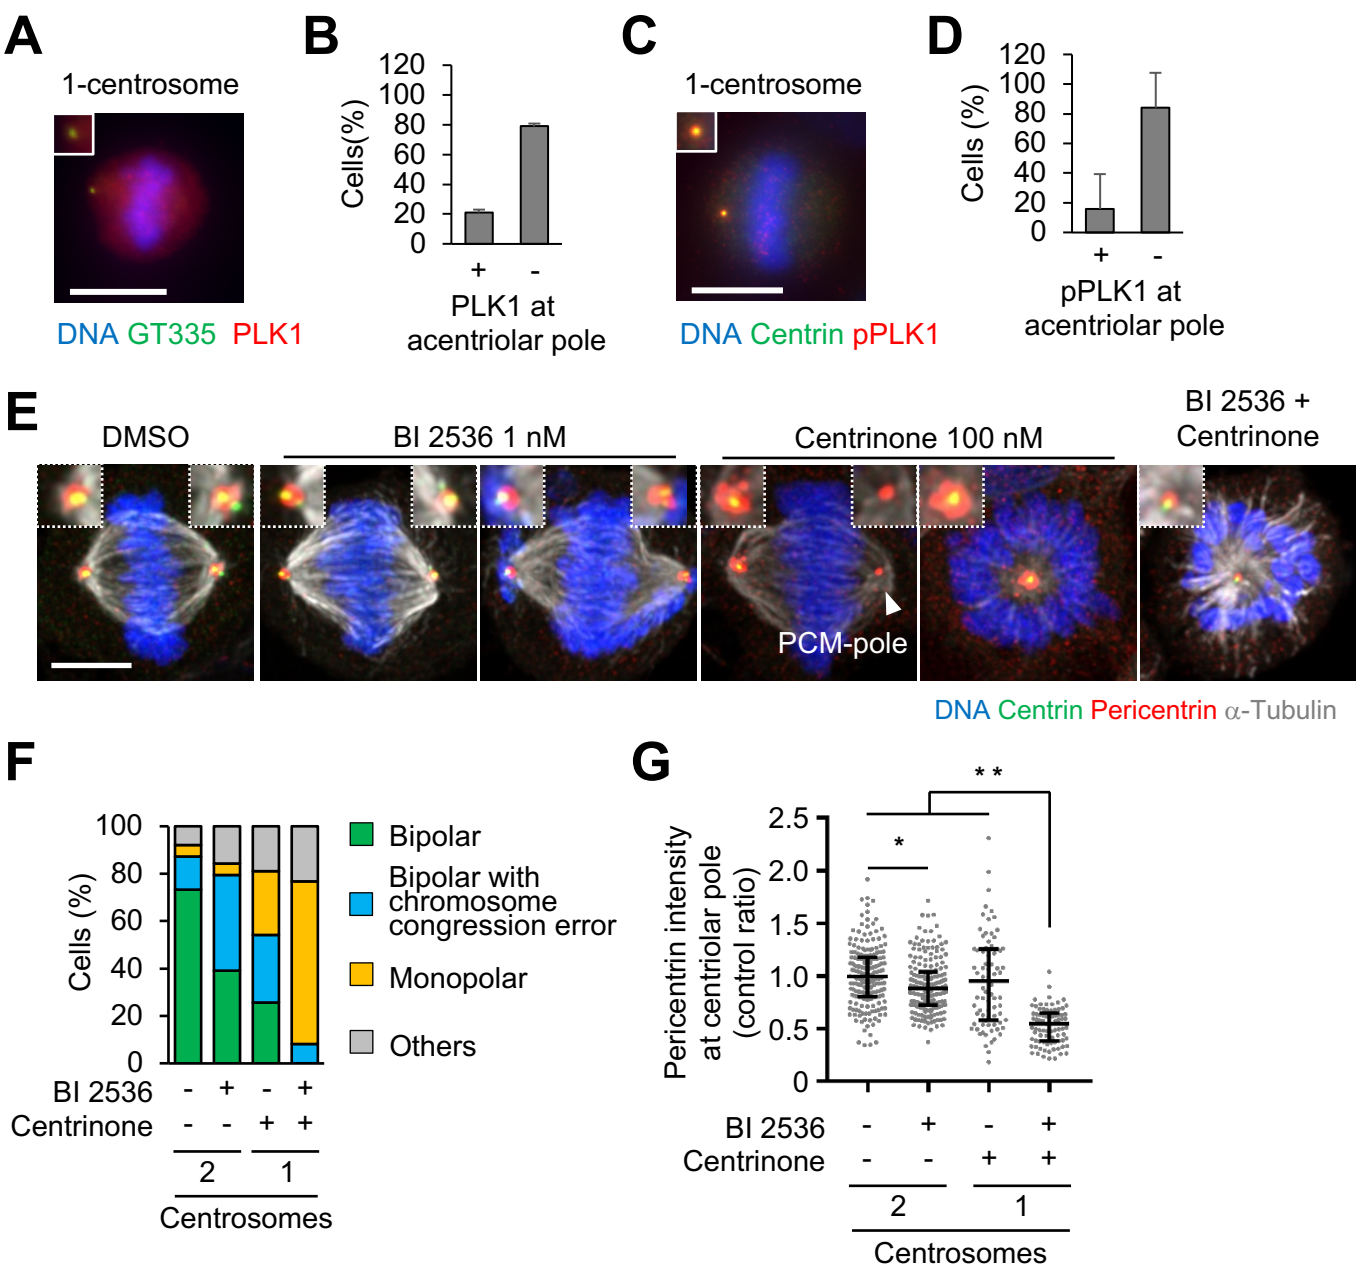 A
1-centrosome
DNA GT335 PLK1
B
Cells(%)
120
100
80
60
40
20
0
+ -
PLK1 at
acentriolar pole
C
1-centrosome
DNA Centrin pPLK1
D
Cells (%)
120
100
80
60
40
20
0
+ -
pPLK1 at
acentriolar pole
E
DMSO
BI 2536 1 nM
Centrinone 100 nM
BI 2536 +
Centrinone
PCM-pole
DNA Centrin Pericentrin α-Tubulin
F
Cells (%)
100
80
60
40
20
0
Bipolar
Bipolar with
chromosome
congression error
Monopolar
Others
BI 2536 - + - +
Centrinone - - + +
2 1
Centrosomes
G
Pericentrin intensity
at centriolar pole
(control ratio)
2.5
2.0
1.5
1.0
0.5
0
*
* *
BI 2536 - + - +
Centrinone - - + +
2 1
Centrosomes